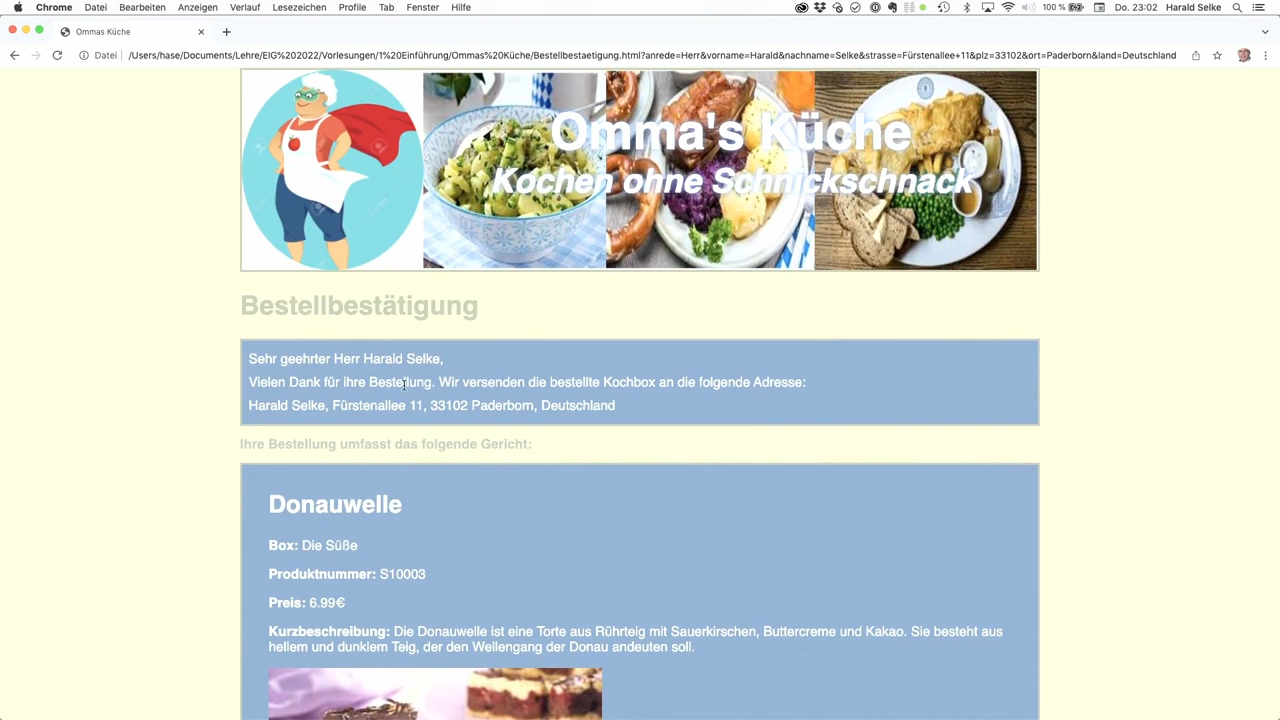 Chrome Datei Bearbeiten Anzeigen Verlauf Lesezeichen Profile Tab Fenster Hilfe 100 % Do. 23:02 Harald Selke
Ommas Küche
Datei /Users/hase/Documents/Lehre/EIG%202022/Vorlesungen/1%20Einführung/Ommas%20Küche/Bestellbestaetigung.html?anrede=Herr&vorname=Harald&nachname=Selke&strasse=Fürstenallee+11&plz=33102&ort=Paderborn&land=Deutschland
Omma's Küche
Kochen ohne Schnickschnack
Bestellbestätigung
Sehr geehrter Herr Harald Selke,
Vielen Dank für ihre Bestellung. Wir versenden die bestellte Kochbox an die folgende Adresse:
Harald Selke, Fürstenallee 11, 33102 Paderborn, Deutschland
Ihre Bestellung umfasst das folgende Gericht:
Donauwelle
Box: Die Süße
Produktnummer: S10003
Preis: 6.99€
Kurzbeschreibung: Die Donauwelle ist eine Torte aus Rührteig mit Sauerkirschen, Buttercreme und Kakao. Sie besteht aus
hellem und dunklem Teig, der den Wellengang der Donau andeuten soll.